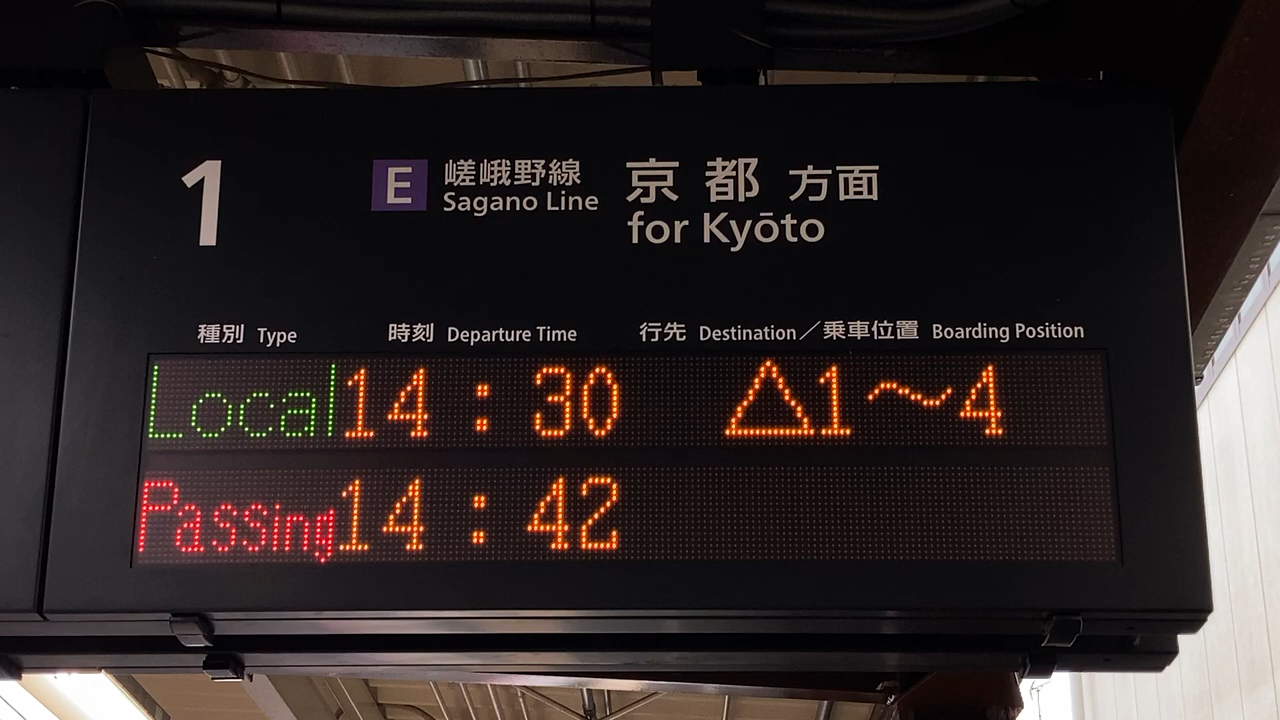 1
E 嵯峨野線 京都 方面
Sagano Line for Kyōto
種別 Type 時刻 Departure Time 行先 Destination／乗車位置 Boarding Position
Local 14:30 △1～4
Passing 14:42